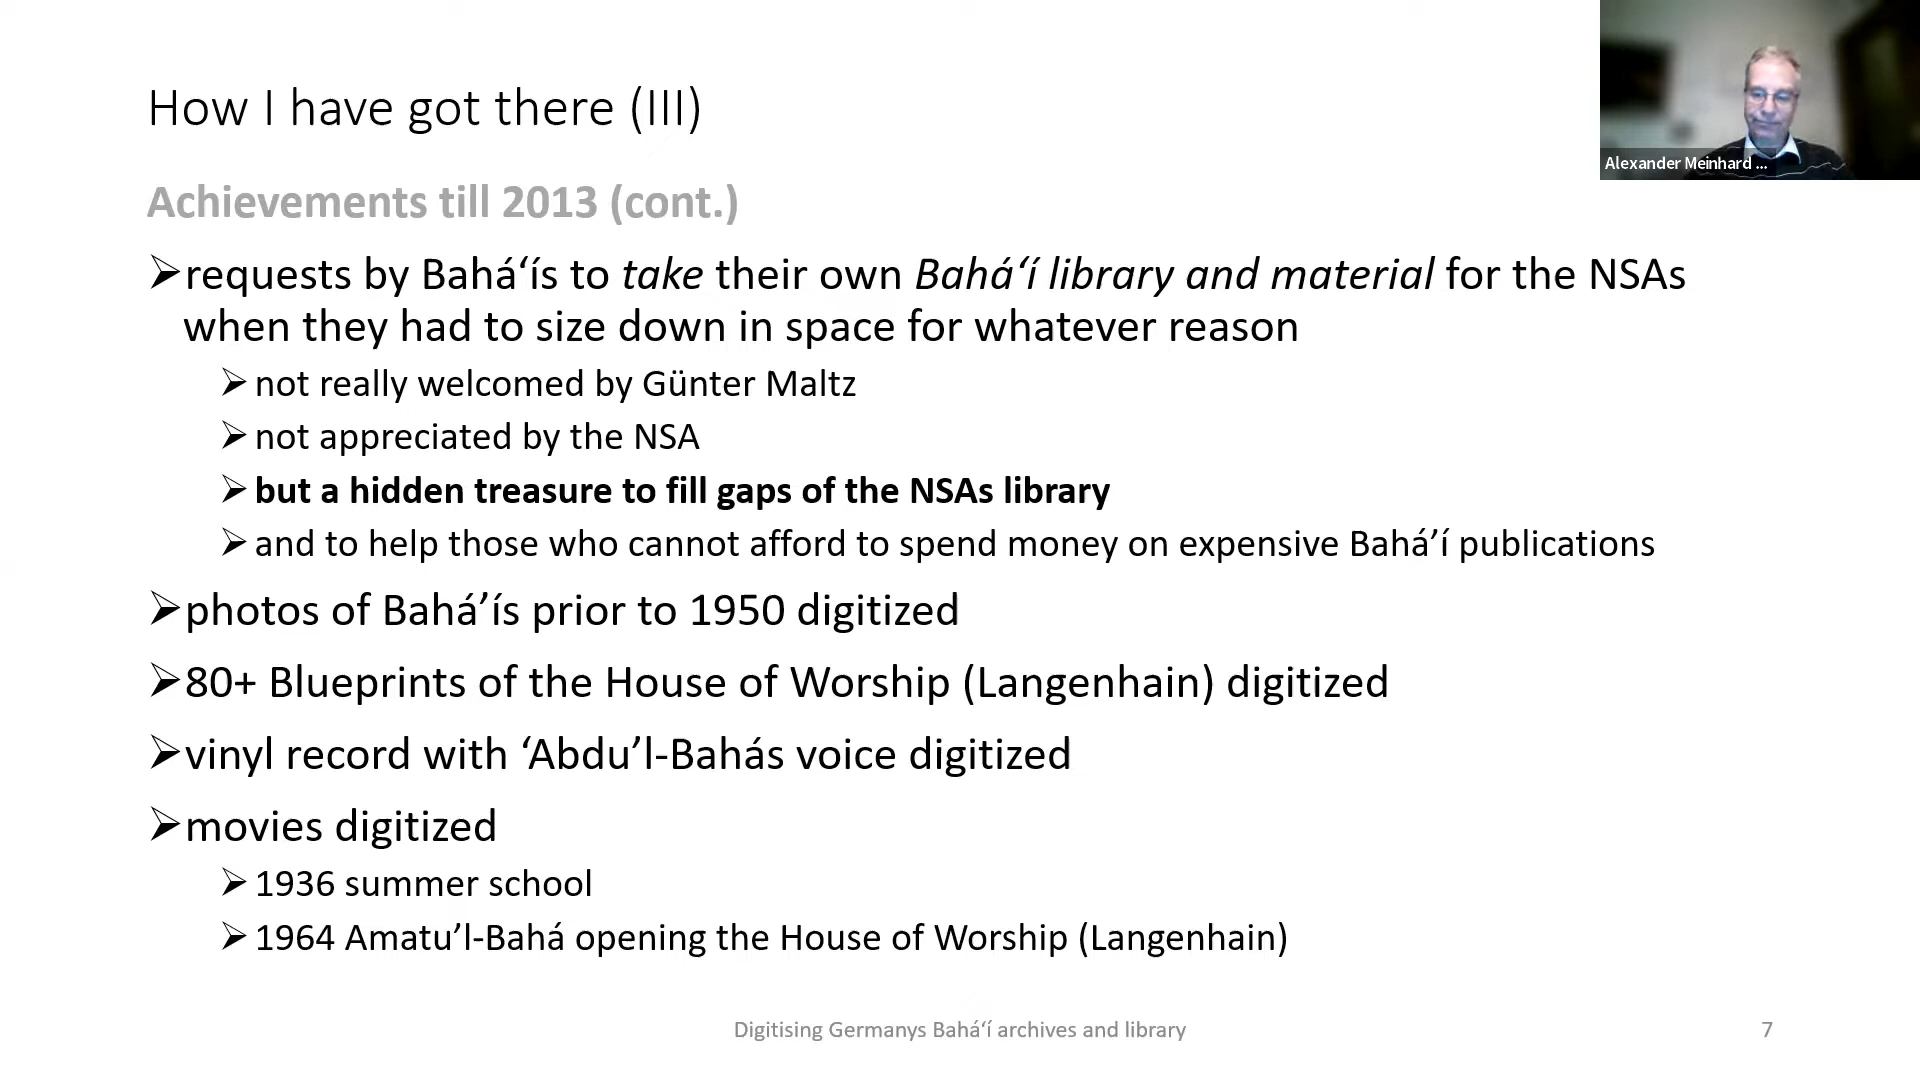 How I have got there (III)
Alexander Meinhard ...
Achievements till 2013 (cont.)
➢requests by Bahá‘ís to take their own Bahá‘í library and material for the NSAs
when they had to size down in space for whatever reason
➢not really welcomed by Günter Maltz
➢not appreciated by the NSA
➢but a hidden treasure to fill gaps of the NSAs library
➢and to help those who cannot afford to spend money on expensive Bahá’í publications
➢photos of Bahá’ís prior to 1950 digitized
➢80+ Blueprints of the House of Worship (Langenhain) digitized
➢vinyl record with ‘Abdu’l-Bahás voice digitized
➢movies digitized
➢1936 summer school
➢1964 Amatu’l-Bahá opening the House of Worship (Langenhain)
Digitising Germanys Bahá‘í archives and library
7